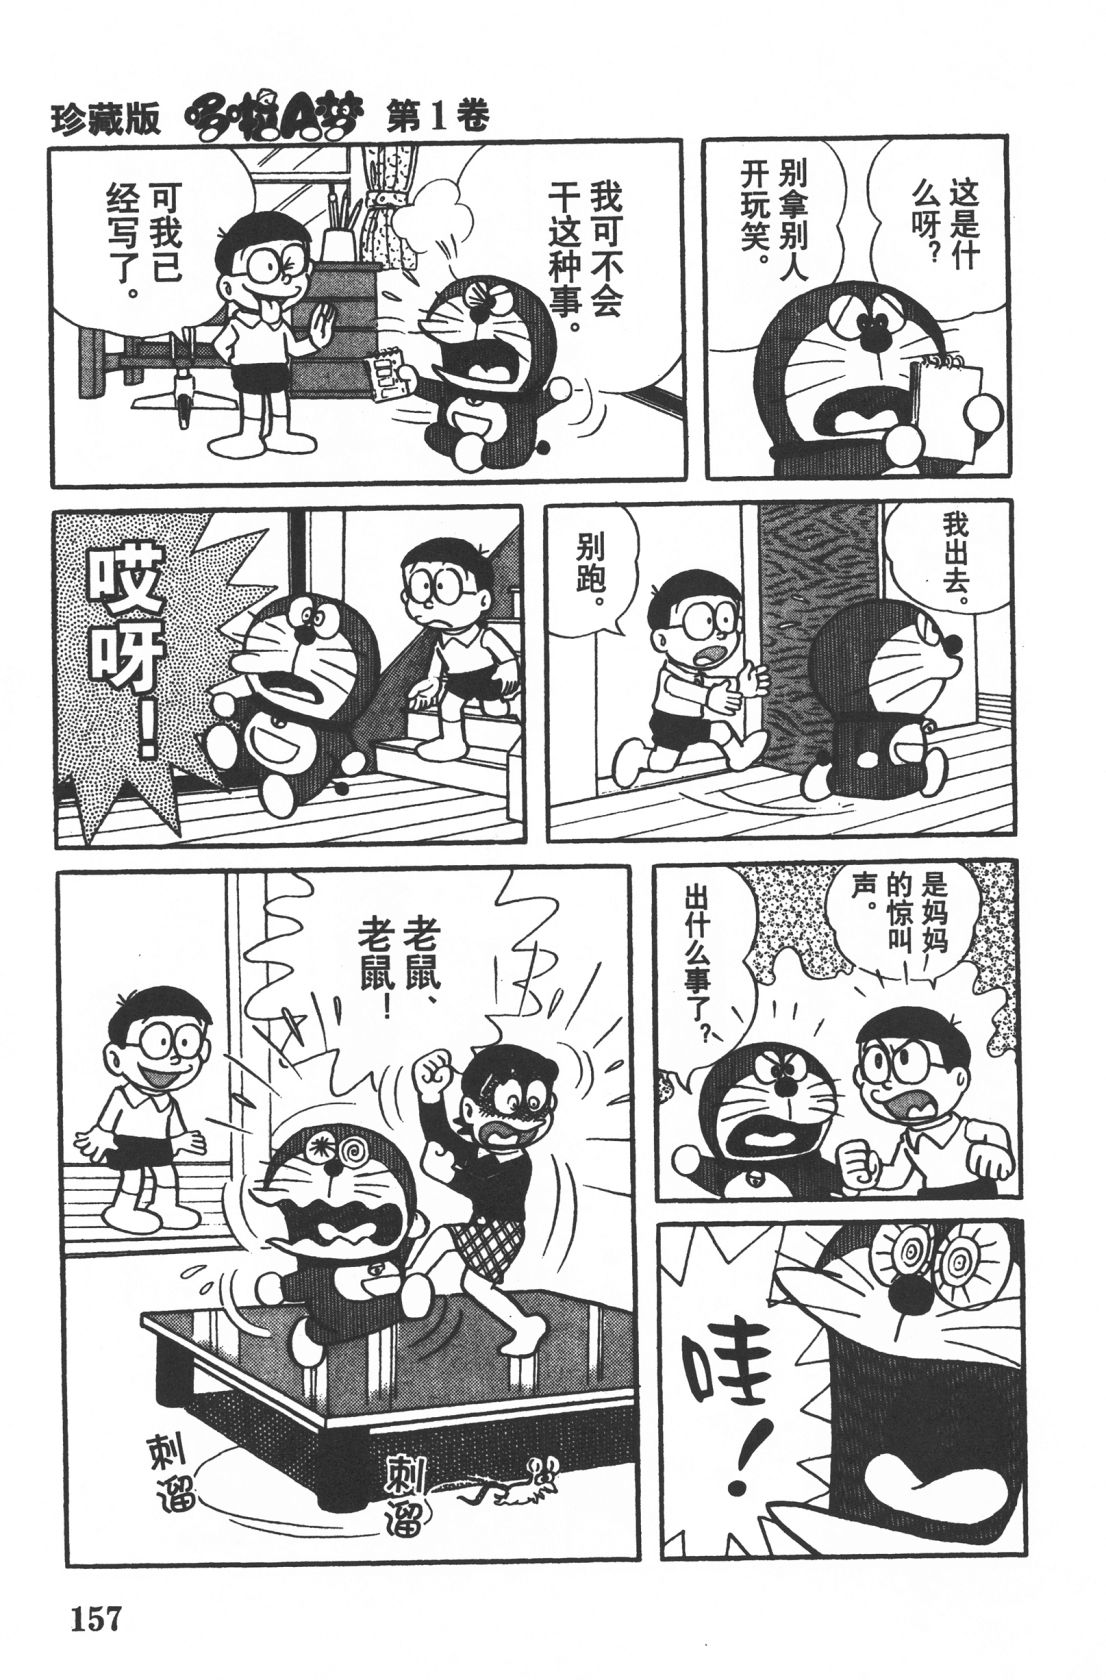 珍藏版 哆啦A梦 第1卷
这是什
么呀?
别拿别人
开玩笑。
我可不会
干这种事。
可我已
经写了。
我出去。
别跑。
哎呀!
是妈妈
的惊叫
声。
出什么事了?
哇!
老鼠、
老鼠!
刺溜
刺溜
157